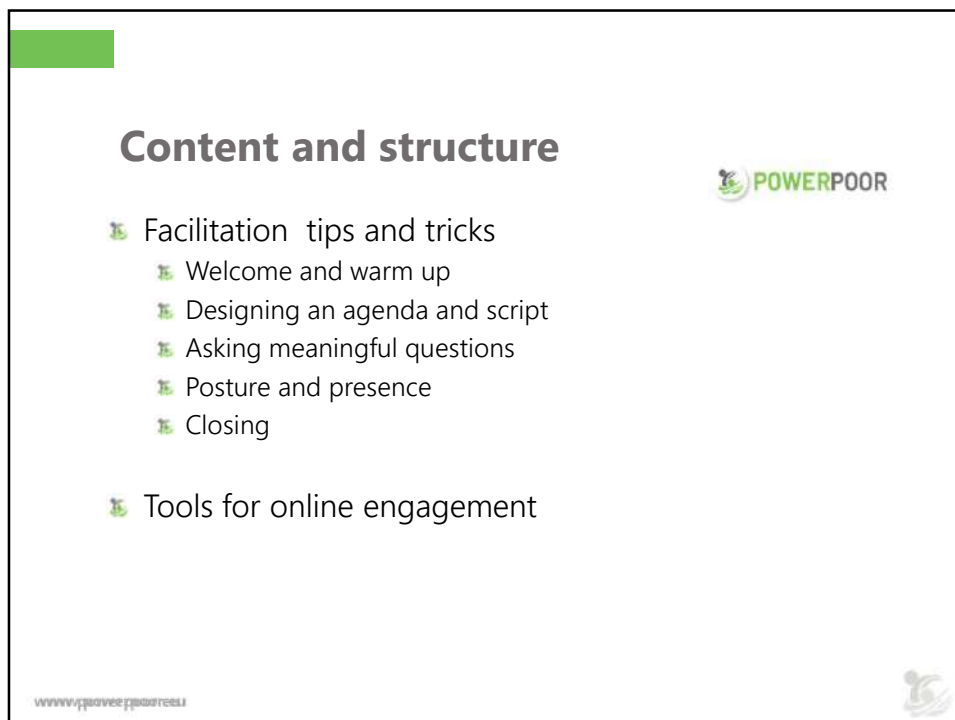 Content and structure
POWERPOOR
Facilitation  tips and tricks
Welcome and warm up
Designing an agenda and script
Asking meaningful questions
Posture and presence
Closing
Tools for online engagement